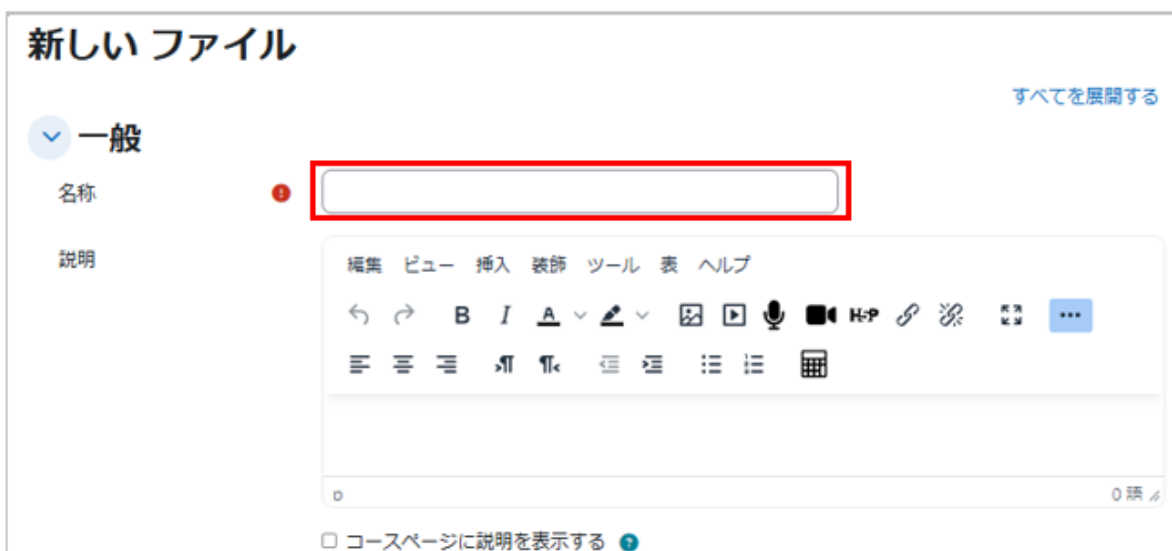 新しい ファイル
すべてを展開する
一般
名称
説明
編集 ビュー 挿入 装飾 ツール 表 ヘルプ
B I A H-P
p 0 語
コースページに説明を表示する